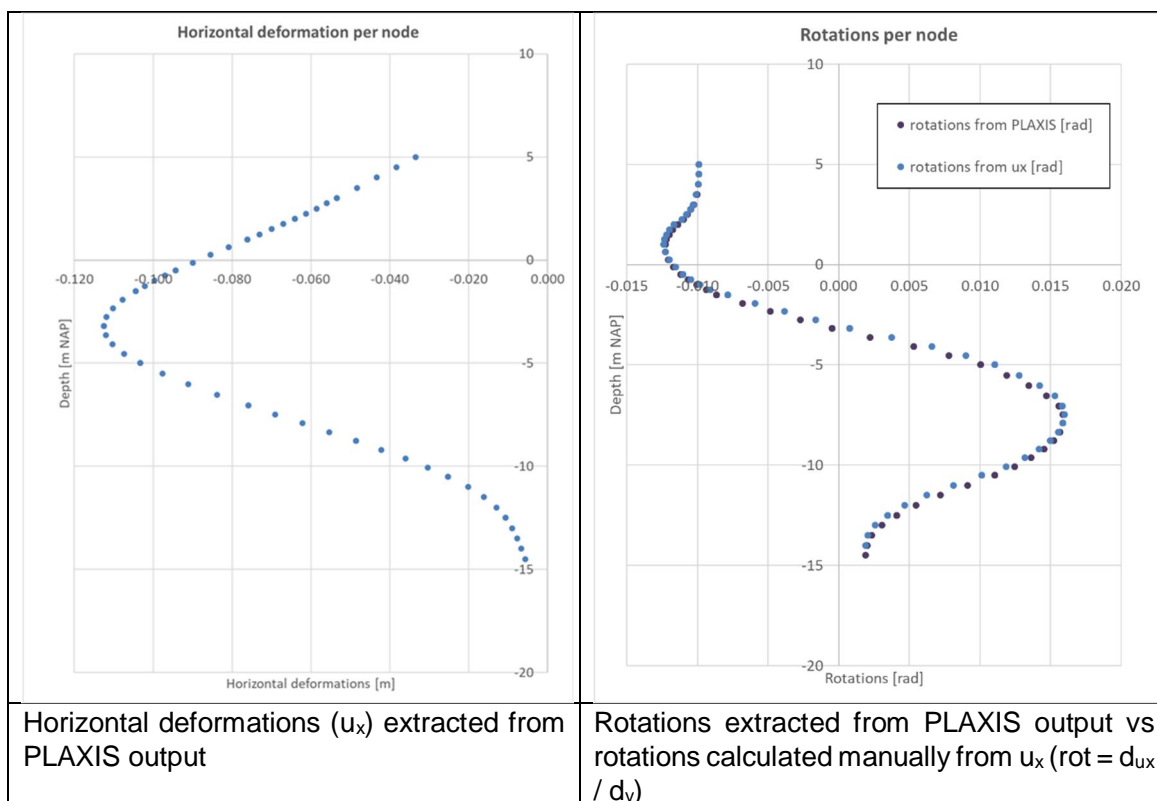 Horizontal deformation per node
10
5
0
-0.120
-0.100
-0.080
-0.060
-0.040
-0.020
0.000
-5
-10
-15
-20
Depth [m NAP]
Horizontal deformations [m]
Rotations per node
10
rotations from PLAXIS [rad]
rotations from ux [rad]
5
0
-0.015
-0.010
-0.005
0.000
0.005
0.010
0.015
0.020
-5
-10
-15
-20
Depth [m NAP]
Rotations [rad]
Horizontal deformations (ux) extracted from
PLAXIS output
Rotations extracted from PLAXIS output vs
rotations calculated manually from ux (rot = dux
/ dy)